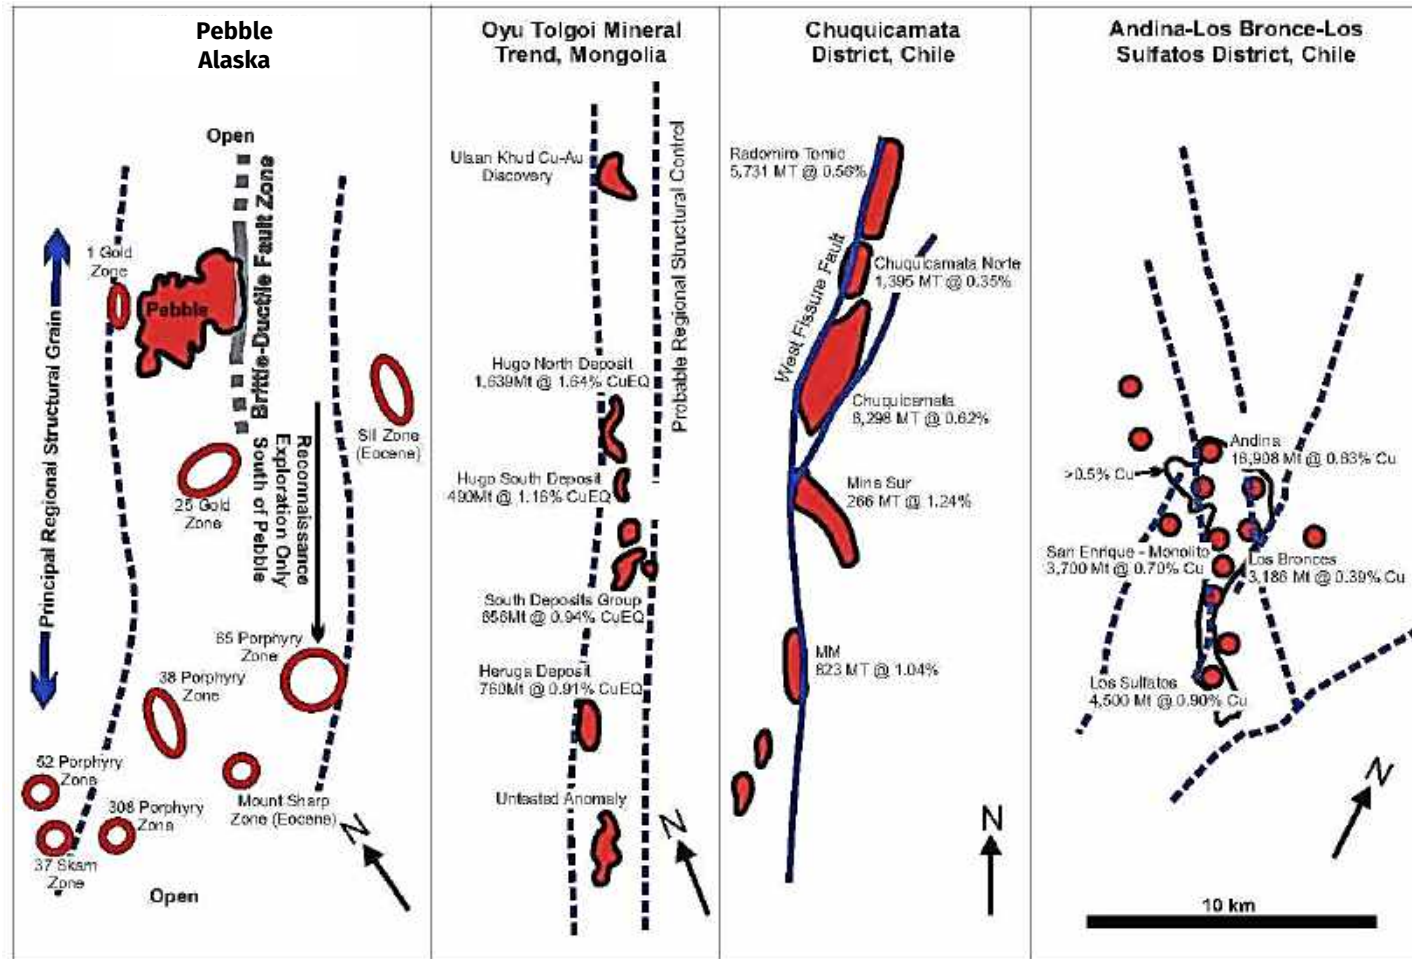 Pebble
Alaska
Open
1 Gold
Zone
Pebble
Brittle-Ductile Fault Zone
Principal Regional Structural Grain
Sill Zone
(Eocene)
25 Gold
Zone
Reconnaissance
Exploration Only
South of Pebble
65 Porphyry
Zone
38 Porphyry
Zone
52 Porphyry
Zone
308 Porphyry
Zone
Mount Sharp
Zone (Eocene)
37 Skarn
Zone
Open
N
Oyu Tolgoi Mineral
Trend, Mongolia
Ulaan Khud Cu-Au
Discovery
Probable Regional Structural Control
Hugo North Deposit
1,639Mt @ 1.64% CuEQ
Hugo South Deposit
490Mt @ 1.16% CuEQ
South Deposits Group
656Mt @ 0.94% CuEQ
Heruga Deposit
760Mt @ 0.91% CuEQ
Untested Anomaly
N
Chuquicamata
District, Chile
Radomiro Tomic
5,731 MT @ 0.56%
West Fissure Fault
Chuquicamata Norte
1,395 MT @ 0.35%
Chuquicamata
6,298 MT @ 0.62%
Mina Sur
266 MT @ 1.24%
MM
823 MT @ 1.04%
N
Andina-Los Bronce-Los
Sulfatos District, Chile
Andina
16,908 Mt @ 0.63% Cu
>0.5% Cu
San Enrique - Monolito
3,700 Mt @ 0.70% Cu
Los Bronces
3,186 Mt @ 0.39% Cu
Los Sulfatos
4,500 Mt @ 0.90% Cu
N
10 km